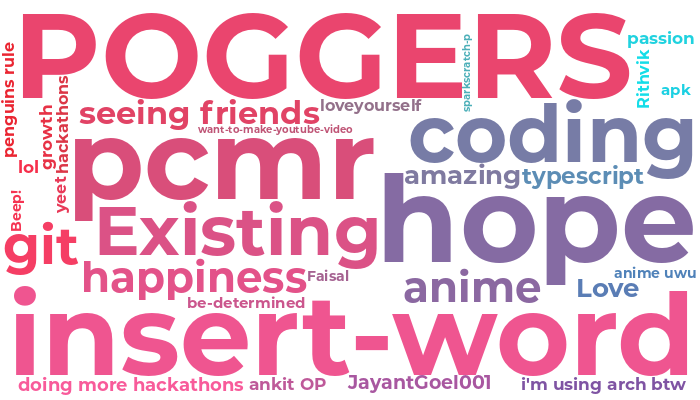 POGGERS
passion
penguins rule
sparkscratch-p
Rithvik
apk
growth
hackathons
seeing friends
loveyourself
want-to-make-youtube-video
coding
lol
pcmr
amazing
typescript
yeet
Beep!
hope
Existing
git
happiness
Faisal
anime
anime uwu
Love
be-determined
insert-word
doing more hackathons
ankit OP
JayantGoel001
i'm using arch btw